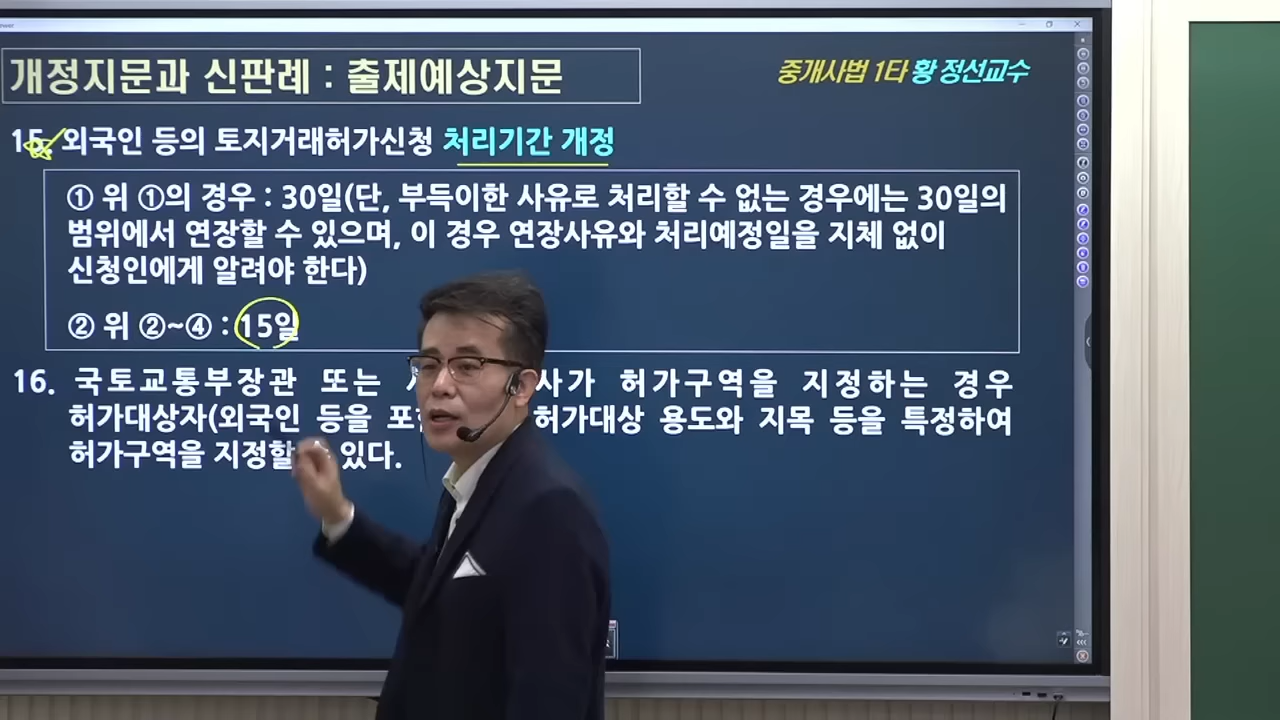 개정지문과 신판례 : 출제예상지문
중개사법 1타 황 정선교수
15. 외국인 등의 토지거래허가신청 처리기간 개정
① 위 ①의 경우 : 30일(단, 부득이한 사유로 처리할 수 없는 경우에는 30일의
범위에서 연장할 수 있으며, 이 경우 연장사유와 처리예정일을 지체 없이
신청인에게 알려야 한다)
② 위 ②~④ : 15일
16. 국토교통부장관 또는 허가구역을 지정하는 경우
허가대상자(외국인 등을 허가대상 용도와 지목 등을 특정하여
허가구역을 있다.